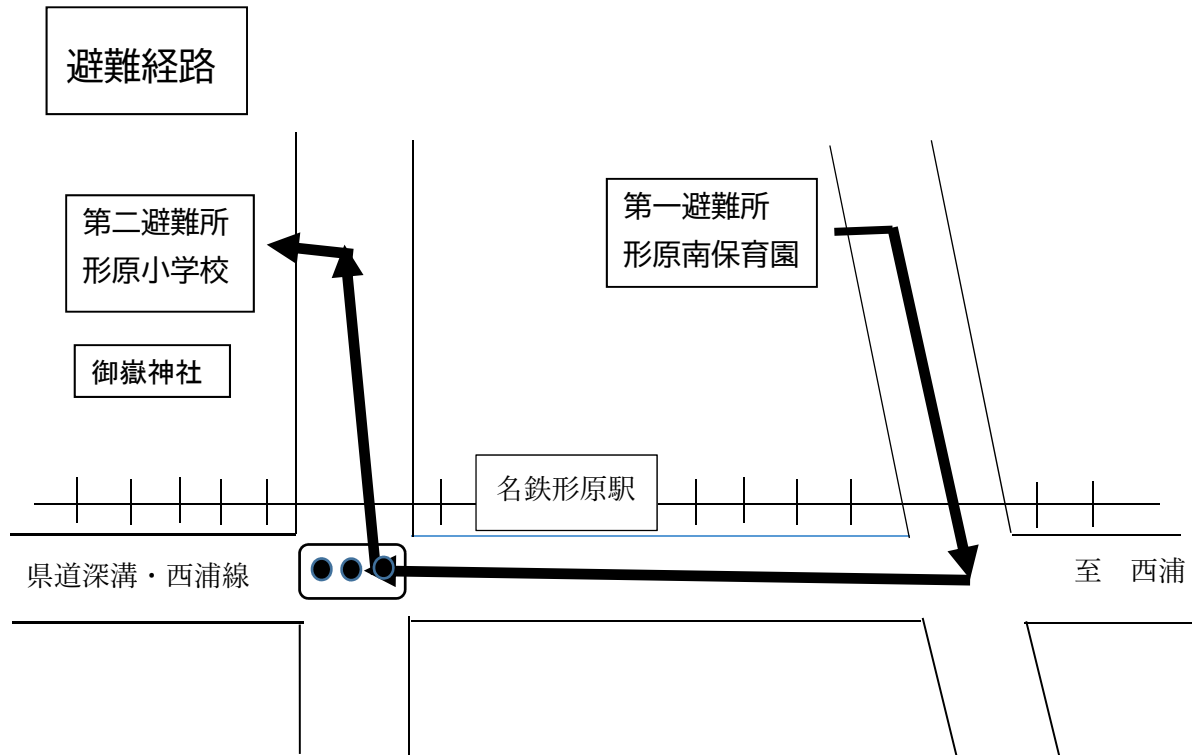 避難経路
第二避難所
形原小学校
第一避難所
形原南保育園
御嶽神社
名鉄形原駅
県道深溝・西浦線
至　西浦